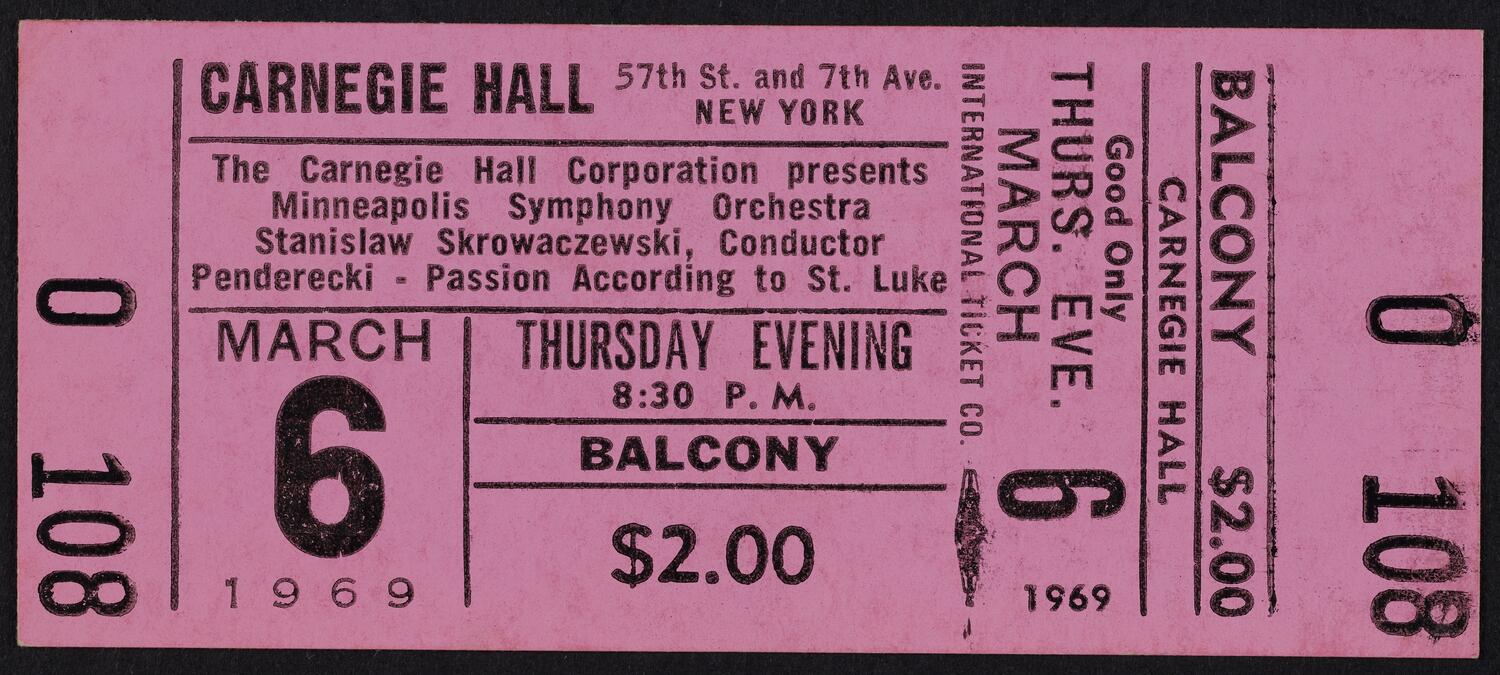 O 108
CARNEGIE HALL
57th St. and 7th Ave.
NEW YORK
The Carnegie Hall Corporation presents
Minneapolis Symphony Orchestra
Stanislaw Skrowaczewski, Conductor
Penderecki - Passion According to St. Luke
MARCH
6
1969
THURSDAY EVENING
8:30 P. M.
BALCONY
$2.00
INTERNATIONAL TICKET CO.
BALCONY $2.00
CARNEGIE HALL
Good Only
THURS. EVE.
MARCH 6
1969
O 108